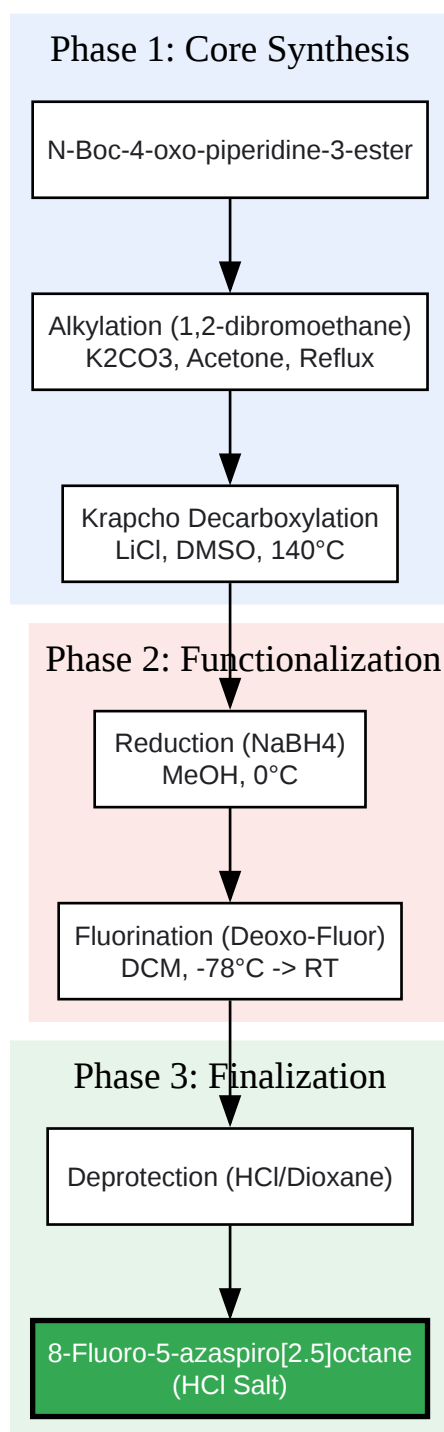 Phase 1: Core Synthesis
N-Boc-4-oxo-piperidine-3-ester
Alkylation (1,2-dibromoethane)
K2CO3, Acetone, Reflux
Krapcho Decarboxylation
LiCl, DMSO, 140°C
Phase 2: Functionalization
Reduction (NaBH4)
MeOH, 0°C
Fluorination (Deoxo-Fluor)
DCM, -78°C -> RT
Phase 3: Finalization
Deprotection (HCl/Dioxane)
8-Fluoro-5-azaspiro[2.5]octane
(HCl Salt)